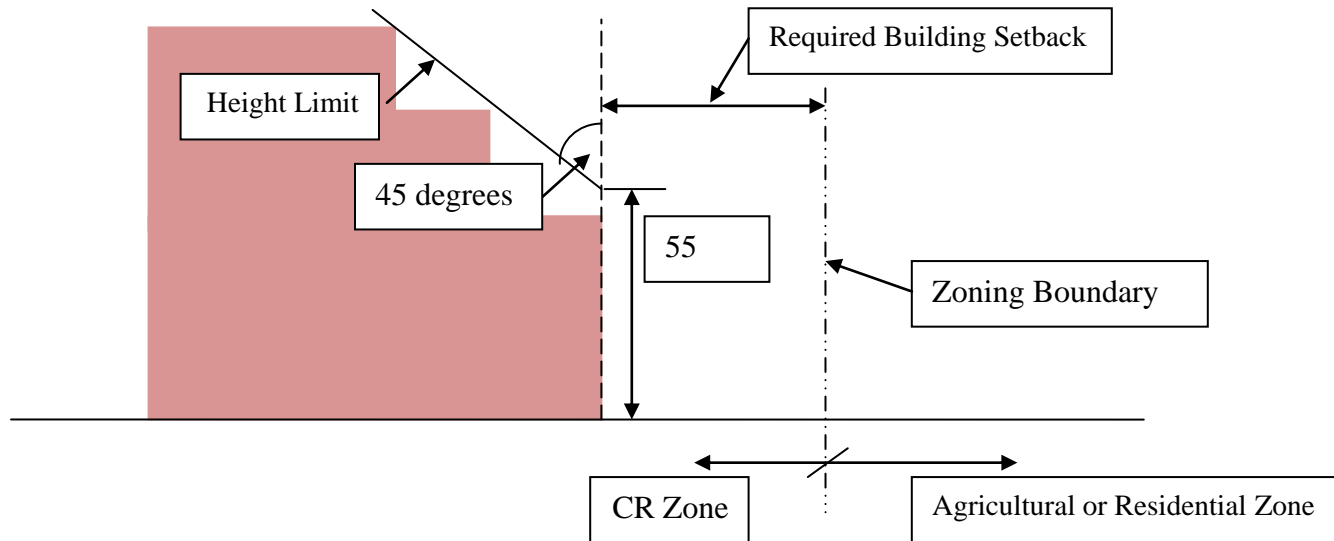 Required Building Setback
Height Limit
45 degrees
55
Zoning Boundary
CR Zone
Agricultural or Residential Zone